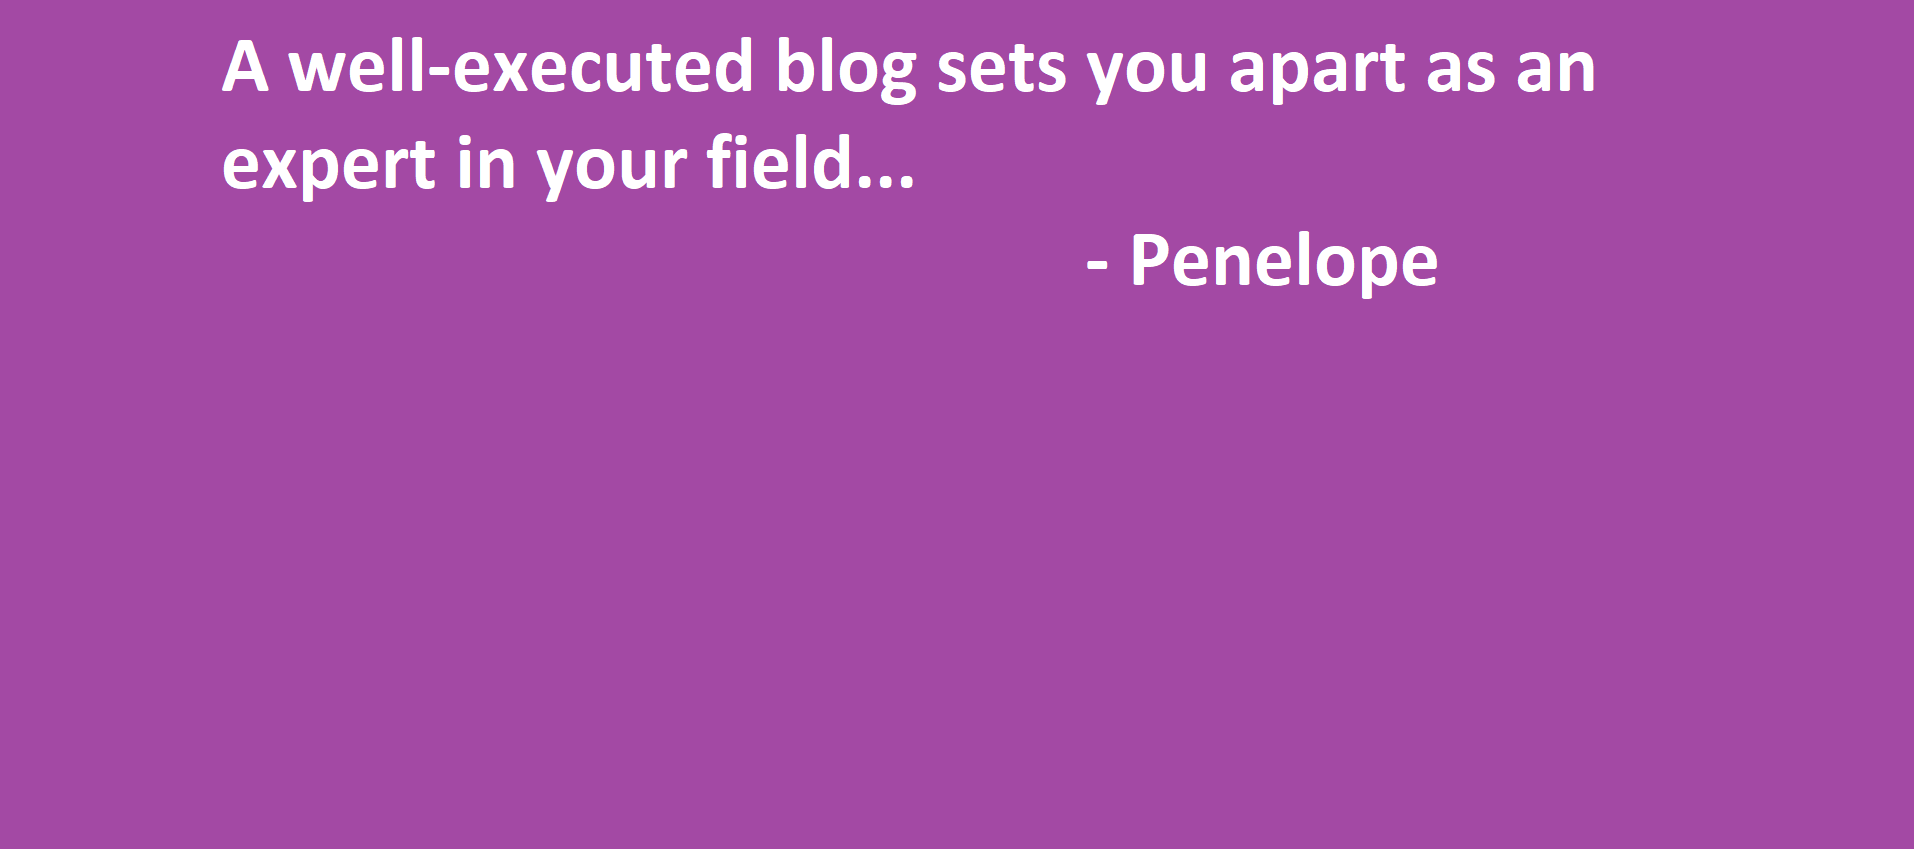 A well-executed blog sets you apart as an
expert in your field...
- Penelope